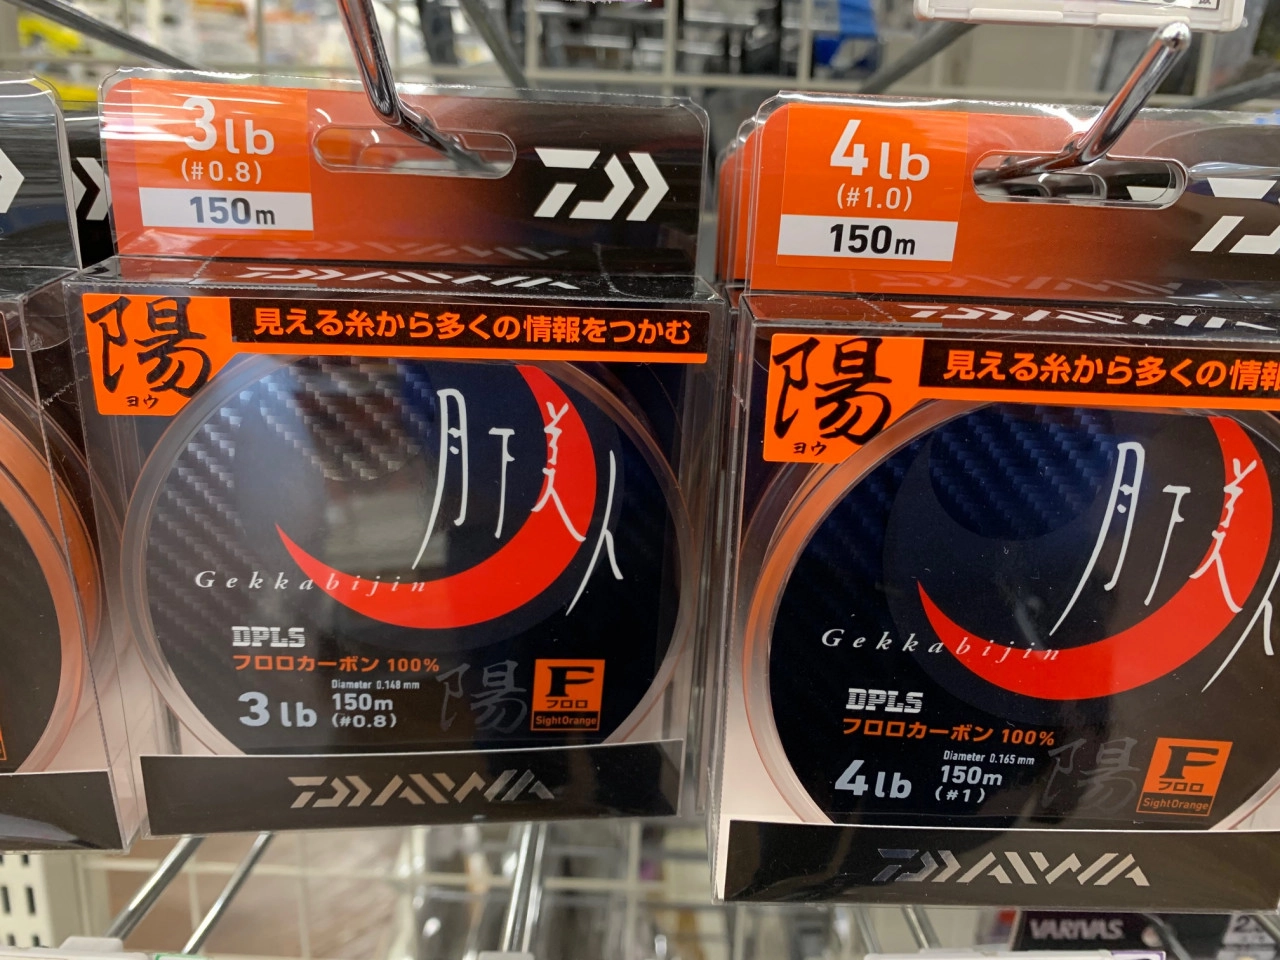 3lb
(#0.8)
150m
DAIWA
陽
ヨウ
見える糸から多くの情報をつかむ
月下美人
Gekkabijin
DPLS
フロロカーボン 100%
3lb
Diameter 0.148 mm
150m
(#0.8)
陽
F
フロロ
SightOrange
DAIWA
4lb
(#1.0)
150m
DAIWA
陽
ヨウ
見える糸から多くの情報
月下美人
Gekkabijin
DPLS
フロロカーボン 100%
4lb
Diameter 0.165 mm
150m
(#1)
陽
F
フロロ
SightOrange
DAIWA
VARIVAS